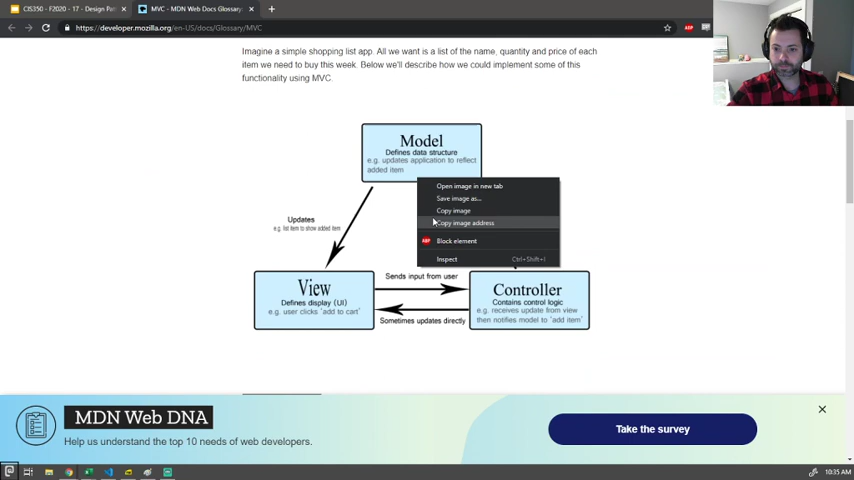 CIS350 - F2020 - 17 - Design Pat
MVC - MDN Web Docs Glossary
https://developer.mozilla.org/en-US/docs/Glossary/MVC
Imagine a simple shopping list app. All we want is a list of the name, quantity and price of each
item we need to buy this week. Below we'll describe how we could implement some of this
functionality using MVC.
Model
Defines data structure
e.g. updates application to reflect
added item
Open image in new tab
Save image as...
Copy image
Copy image address
ABP
Block element
Inspect
Ctrl+Shift+I
Updates
e.g. list item to show added item
View
Defines display (UI)
e.g. user clicks 'add to cart'
Sends input from user
Sometimes updates directly
Controller
Contains control logic
e.g. receives update from view
then notifies model to 'add item'
MDN Web DNA
Help us understand the top 10 needs of web developers.
Take the survey
10:35 AM